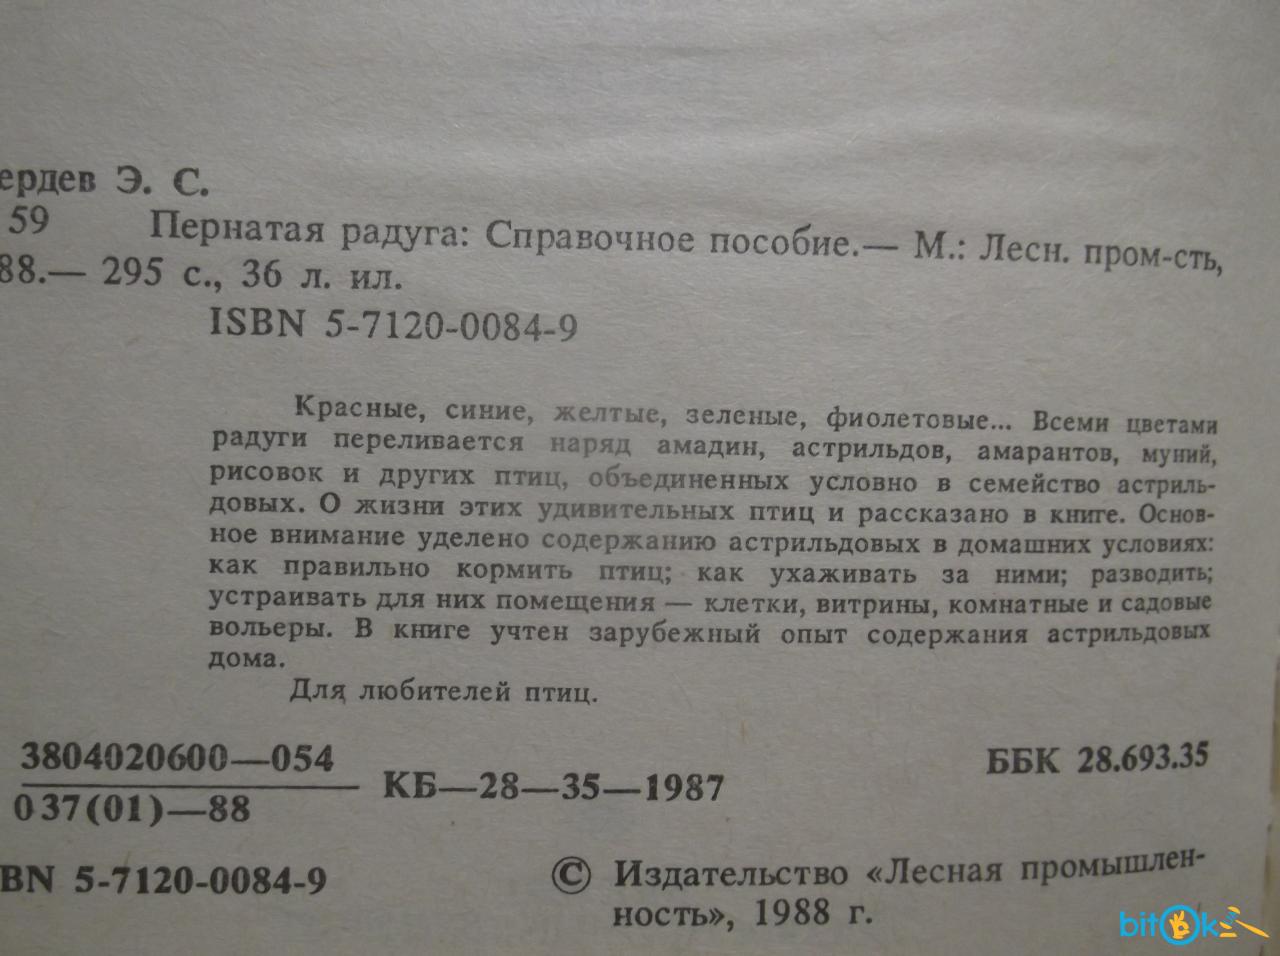 ердев Э. С.
59 Пернатая радуга: Справочное пособие.— М.: Лесн. пром-сть,
88.— 295 с., 36 л. ил.
ISBN 5-7120-0084-9
Красные, синие, желтые, зеленые, фиолетовые... Всеми цветами
радуги переливается наряд амадин, астрильдов, амарантов, муний,
рисовок и других птиц, объединенных условно в семейство астриль-
довых. О жизни этих удивительных птиц и рассказано в книге. Основ-
ное внимание уделено содержанию астрильдовых в домашних условиях:
как правильно кормить птиц; как ухаживать за ними; разводить;
устраивать для них помещения — клетки, витрины, комнатные и садовые
вольеры. В книге учтен зарубежный опыт содержания астрильдовых
дома.
Для любителей птиц.
3804020600—054
037(01)—88
КБ—28—35—1987
ББК 28.693.35
BN 5-7120-0084-9
© Издательство «Лесная промышлен-
ность», 1988 г.
bitok